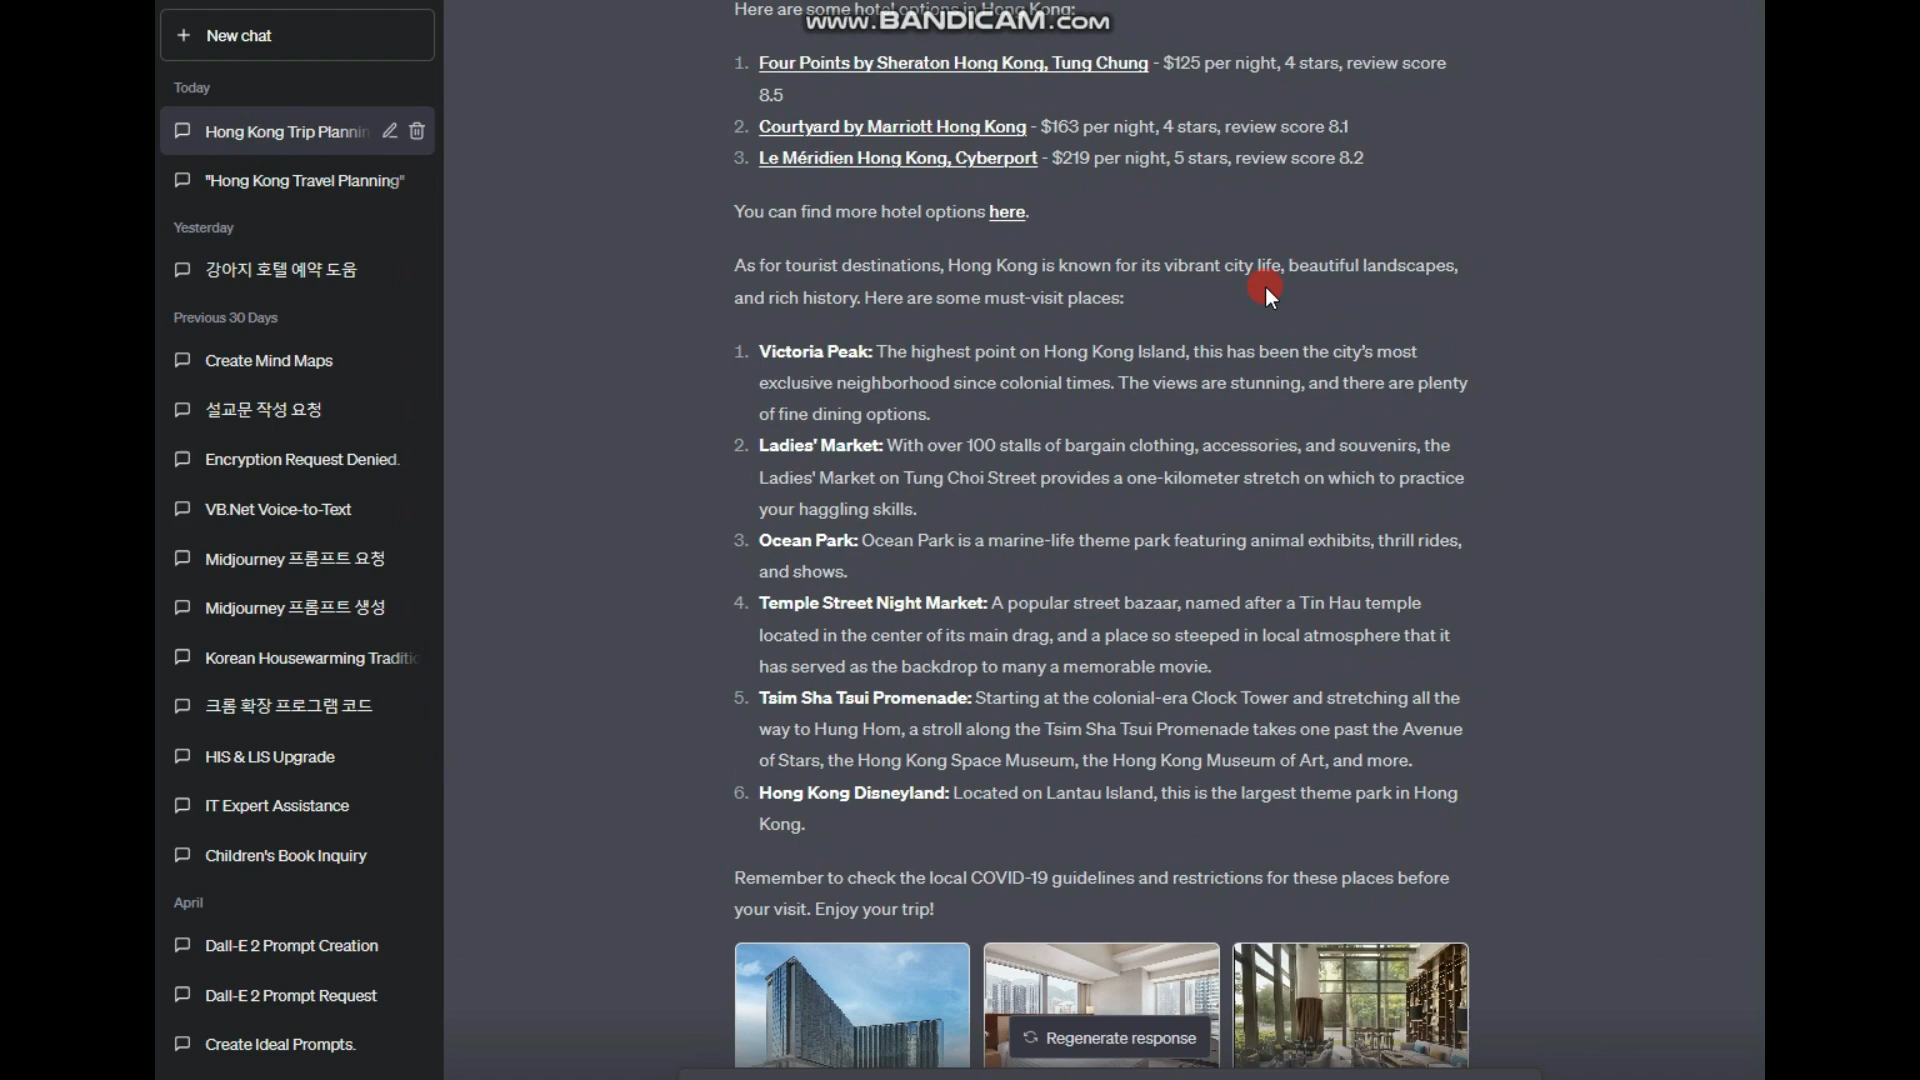 www.BANDICAM.com
New chat
Today
Hong Kong Trip Plannin
"Hong Kong Travel Planning"
Yesterday
강아지 호텔 예약 도움
Previous 30 Days
Create Mind Maps
설교문 작성 요청
Encryption Request Denied.
VB.Net Voice-to-Text
Midjourney 프롬프트 요청
Midjourney 프롬프트 생성
Korean Housewarming Traditio
크롬 확장 프로그램 코드
HIS & LIS Upgrade
IT Expert Assistance
Children's Book Inquiry
April
Dall-E 2 Prompt Creation
Dall-E 2 Prompt Request
Create Ideal Prompts.
Here are some hotel options in Hong Kong:
1. Four Points by Sheraton Hong Kong, Tung Chung - $125 per night, 4 stars, review score
8.5
2. Courtyard by Marriott Hong Kong - $163 per night, 4 stars, review score 8.1
3. Le Méridien Hong Kong, Cyberport - $219 per night, 5 stars, review score 8.2
You can find more hotel options here.
As for tourist destinations, Hong Kong is known for its vibrant city life, beautiful landscapes,
and rich history. Here are some must-visit places:
1. Victoria Peak: The highest point on Hong Kong Island, this has been the city's most
exclusive neighborhood since colonial times. The views are stunning, and there are plenty
of fine dining options.
2. Ladies' Market: With over 100 stalls of bargain clothing, accessories, and souvenirs, the
Ladies' Market on Tung Choi Street provides a one-kilometer stretch on which to practice
your haggling skills.
3. Ocean Park: Ocean Park is a marine-life theme park featuring animal exhibits, thrill rides,
and shows.
4. Temple Street Night Market: A popular street bazaar, named after a Tin Hau temple
located in the center of its main drag, and a place so steeped in local atmosphere that it
has served as the backdrop to many a memorable movie.
5. Tsim Sha Tsui Promenade: Starting at the colonial-era Clock Tower and stretching all the
way to Hung Hom, a stroll along the Tsim Sha Tsui Promenade takes one past the Avenue
of Stars, the Hong Kong Space Museum, the Hong Kong Museum of Art, and more.
6. Hong Kong Disneyland: Located on Lantau Island, this is the largest theme park in Hong
Kong.
Remember to check the local COVID-19 guidelines and restrictions for these places before
your visit. Enjoy your trip!
Regenerate response